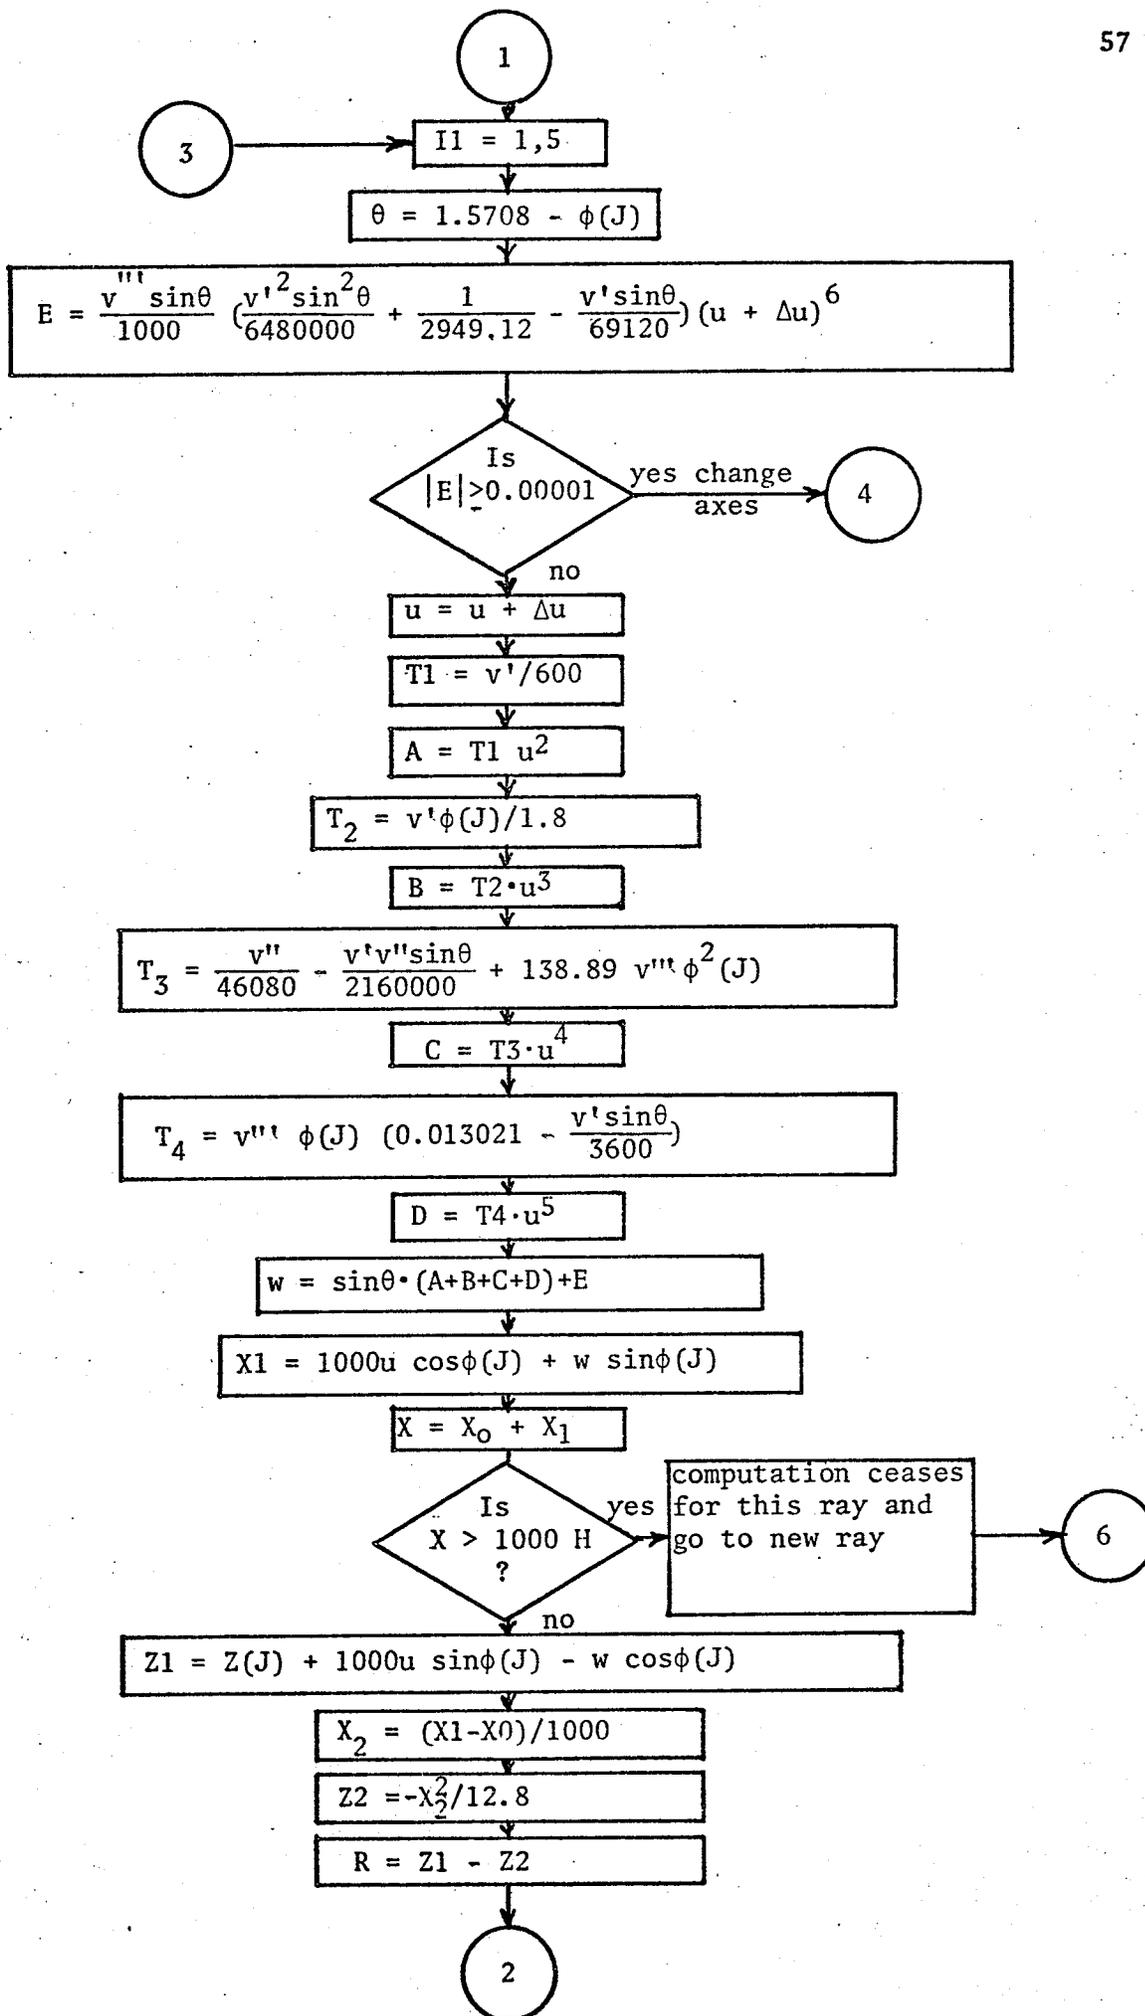 57
1
3
I1 = 1,5
θ = 1.5708 - φ(J)
E = v'''sinθ/1000 (v'²sin²θ/6480000 + 1/2949.12 - v'sinθ/69120) (u + Δu)⁶
Is
|E|≥0.00001
yes change
axes
4
no
u = u + Δu
T1 = v'/600
A = T1 u²
T₂ = v'φ(J)/1.8
B = T2·u³
T₃ = v''/46080 - v'v''sinθ/2160000 + 138.89 v'''φ²(J)
C = T3·u⁴
T₄ = v''' φ(J) (0.013021 - v'sinθ/3600)
D = T4·u⁵
w = sinθ·(A+B+C+D)+E
X1 = 1000u cosφ(J) + w sinφ(J)
X = X₀ + X₁
Is
X > 1000 H
?
yes
computation ceases
for this ray and
go to new ray
6
no
Z1 = Z(J) + 1000u sinφ(J) - w cosφ(J)
X₂ = (X1-X0)/1000
Z2 =-X₂²/12.8
R = Z1 - Z2
2